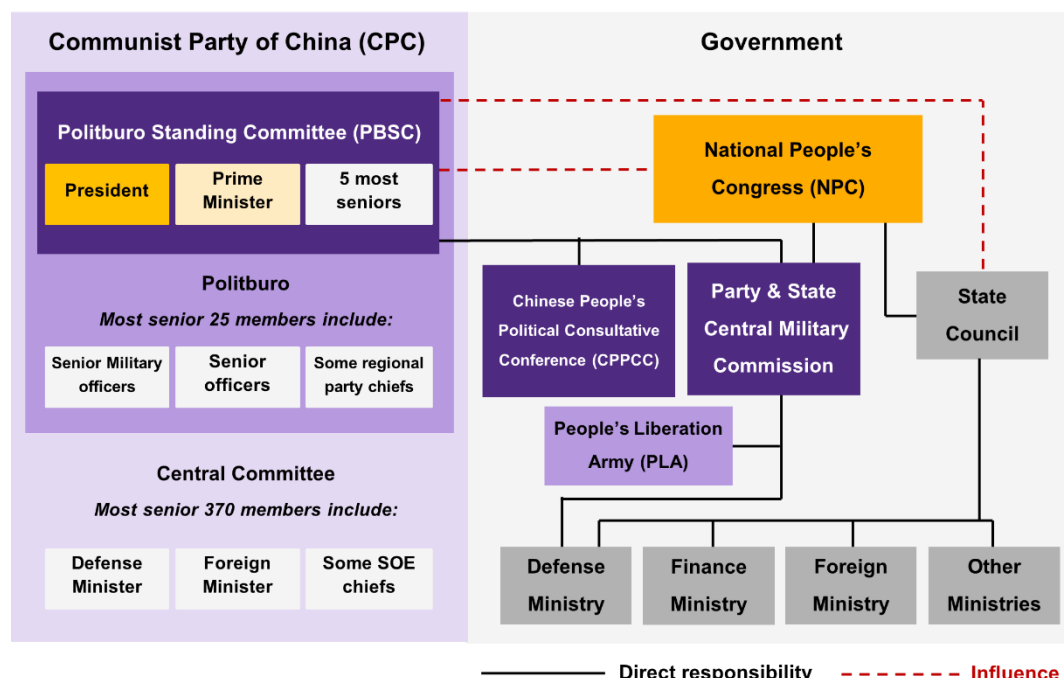 Communist Party of China (CPC)
Politburo Standing Committee (PBSC)
President
Prime
Minister
5 most
seniors
Politburo
Most senior 25 members include:
Senior Military
officers
Senior
officers
Some regional
party chiefs
Central Committee
Most senior 370 members include:
Defense
Minister
Foreign
Minister
Some SOE
chiefs
Government
National People’s
Congress (NPC)
Chinese People’s
Political Consultative
Conference (CPPCC)
Party & State
Central Military
Commission
State
Council
People’s Liberation
Army (PLA)
Defense
Ministry
Finance
Ministry
Foreign
Ministry
Other
Ministries
Direct responsibility
Influence